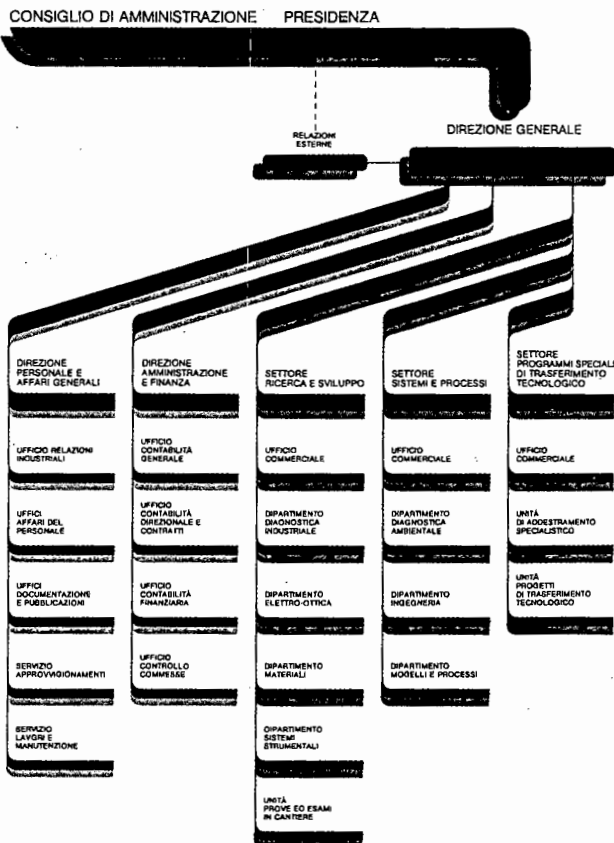 CONSIGLIO DI AMMINISTRAZIONE PRESIDENZA
RELAZIONI
ESTERNE
DIREZIONE GENERALE
DIREZIONE
PERSONALE E
AFFARI GENERALI
UFFICIO RELAZIONI
INDUSTRIALI
UFFICI
AFFARI DEL
PERSONALE
UFFICI
DOCUMENTAZIONE
E PUBBLICAZIONI
SERVIZIO
APPROVVIGIONAMENTI
SERVIZIO
LAVORI E
MANUTENZIONE
DIREZIONE
AMMINISTRAZIONE
E FINANZA
UFFICIO
CONTABILITÀ
GENERALE
UFFICIO
CONTABILITÀ
DIREZIONALE E
CONTRATTI
UFFICIO
CONTABILITÀ
FINANZIARIA
UFFICIO
CONTROLLO
COMMESSE
SETTORE
RICERCA E SVILUPPO
UFFICIO
COMMERCIALE
DIPARTIMENTO
DIAGNOSTICA
INDUSTRIALE
DIPARTIMENTO
ELETTRO-OTTICA
DIPARTIMENTO
MATERIALI
DIPARTIMENTO
SISTEMI
STRUMENTALI
UNITÀ
PROVE ED ESAMI
IN CANTIERE
SETTORE
SISTEMI E PROCESSI
UFFICIO
COMMERCIALE
DIPARTIMENTO
DIAGNOSTICA
AMBIENTALE
DIPARTIMENTO
INGEGNERIA
DIPARTIMENTO
MODELLI E PROCESSI
SETTORE
PROGRAMMI SPECIALI
DI TRASFERIMENTO
TECNOLOGICO
UFFICIO
COMMERCIALE
UNITÀ
DI ADDESTRAMENTO
SPECIALISTICO
UNITÀ
PROGETTI
DI TRASFERIMENTO
TECNOLOGICO